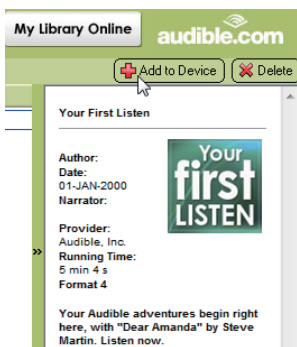 My Library Online
audible.com
Add to Device
Delete
Your First Listen
Author:
Date:
01-JAN-2000
Narrator:
Provider:
Audible, Inc.
Running Time:
5 min 4 s
Format 4
Your
first
LISTEN
»
Your Audible adventures begin right
here, with "Dear Amanda" by Steve
Martin. Listen now.